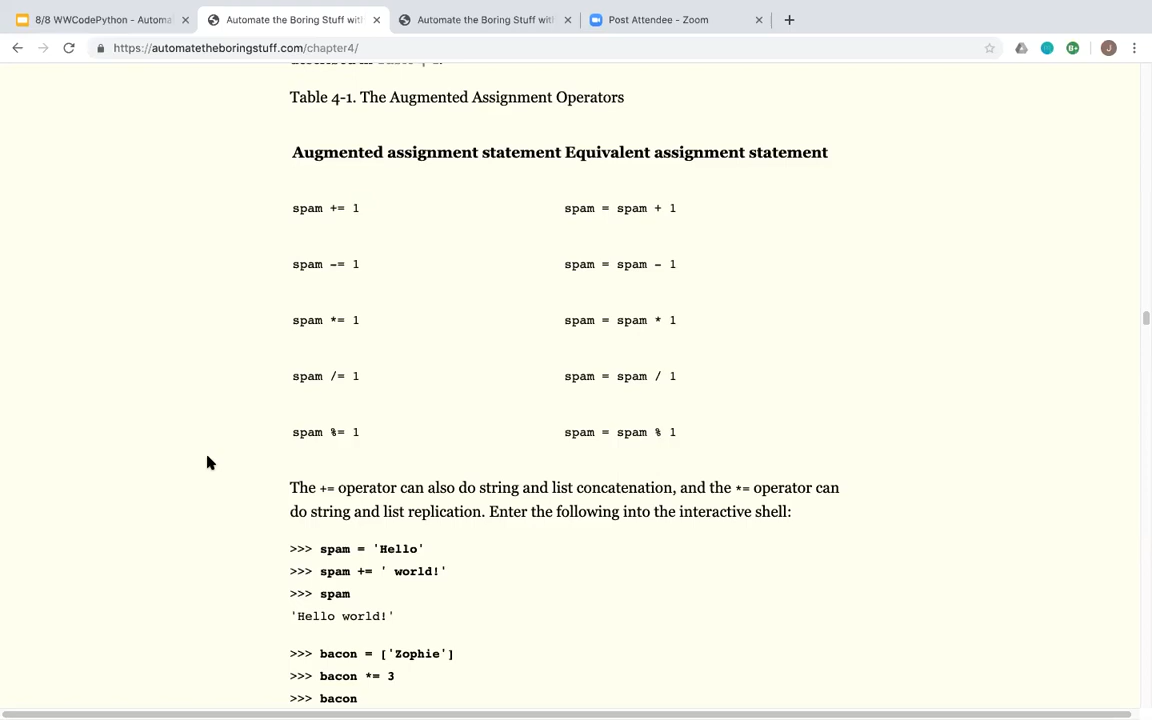 8/8 WWCodePython - Automa
Automate the Boring Stuff wit
Automate the Boring Stuff wit
Post Attendee - Zoom
https://automatetheboringstuff.com/chapter4/
J
Table 4-1. The Augmented Assignment Operators
Augmented assignment statement Equivalent assignment statement
spam += 1 spam = spam + 1
spam -= 1 spam = spam - 1
spam *= 1 spam = spam * 1
spam /= 1 spam = spam / 1
spam %= 1 spam = spam % 1
The += operator can also do string and list concatenation, and the *= operator can
do string and list replication. Enter the following into the interactive shell:
>>> spam = 'Hello'
>>> spam += ' world!'
>>> spam
'Hello world!'
>>> bacon = ['Zophie']
>>> bacon *= 3
>>> bacon